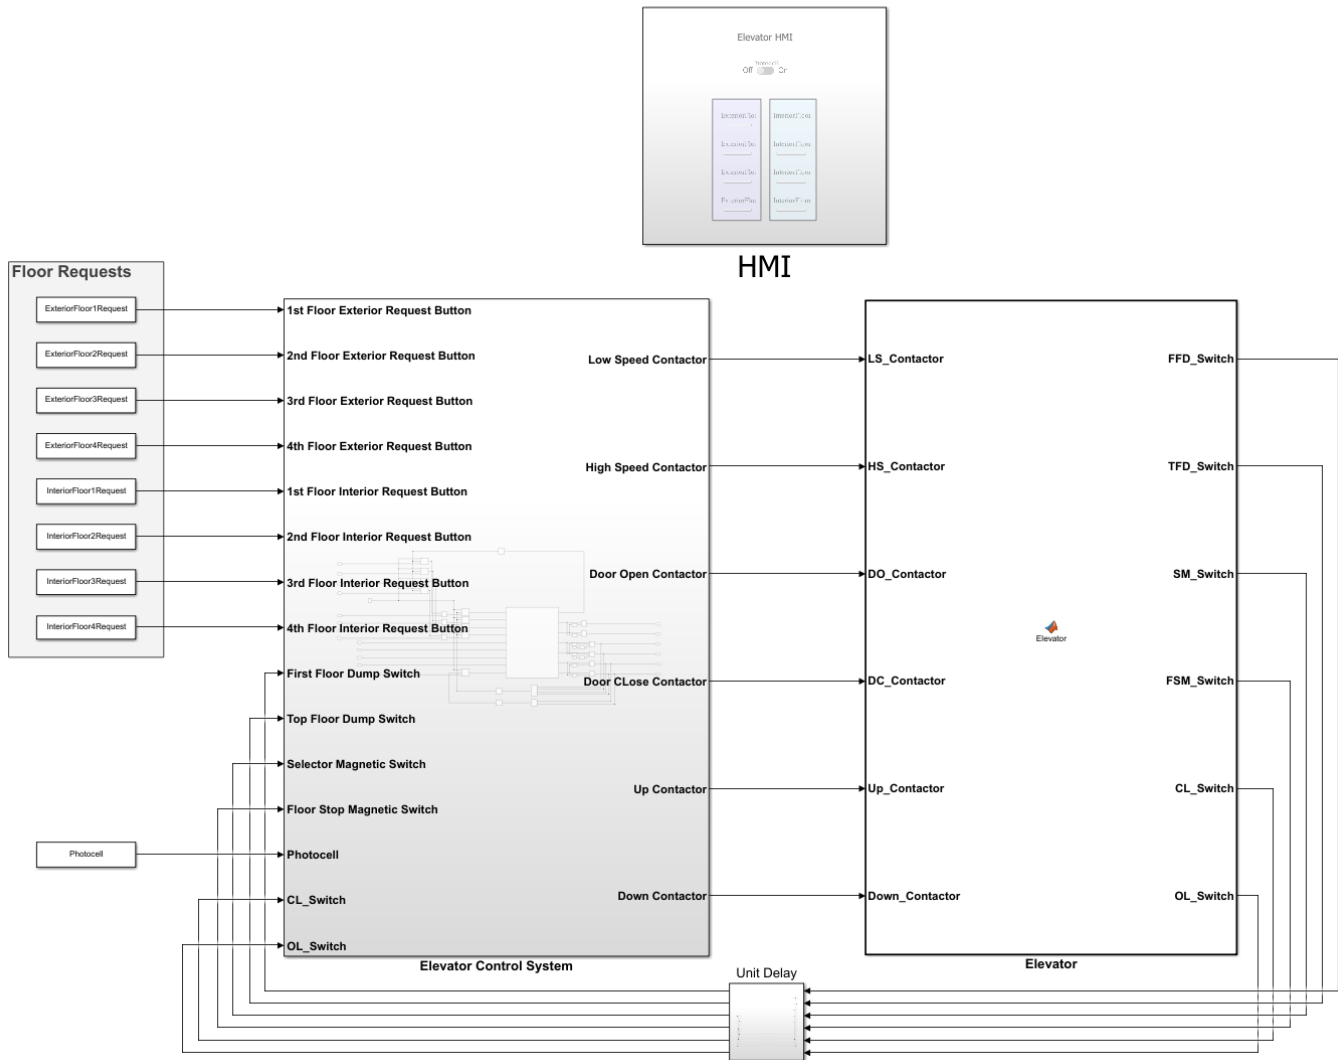 Elevator HMI
Off On
HMI
Floor Requests
ExteriorFloor1Request
ExteriorFloor2Request
ExteriorFloor3Request
ExteriorFloor4Request
InteriorFloor1Request
InteriorFloor2Request
InteriorFloor3Request
InteriorFloor4Request
Photocell
1st Floor Exterior Request Button
2nd Floor Exterior Request Button
3rd Floor Exterior Request Button
4th Floor Exterior Request Button
1st Floor Interior Request Button
2nd Floor Interior Request Button
3rd Floor Interior Request Button
4th Floor Interior Request Button
First Floor Dump Switch
Top Floor Dump Switch
Selector Magnetic Switch
Floor Stop Magnetic Switch
Photocell
CL_Switch
OL_Switch
Low Speed Contactor
High Speed Contactor
Door Open Contactor
Door CLose Contactor
Up Contactor
Down Contactor
Elevator Control System
LS_Contactor
HS_Contactor
DO_Contactor
DC_Contactor
Up_Contactor
Down_Contactor
Elevator
FFD_Switch
TFD_Switch
SM_Switch
FSM_Switch
CL_Switch
OL_Switch
Elevator
Unit Delay